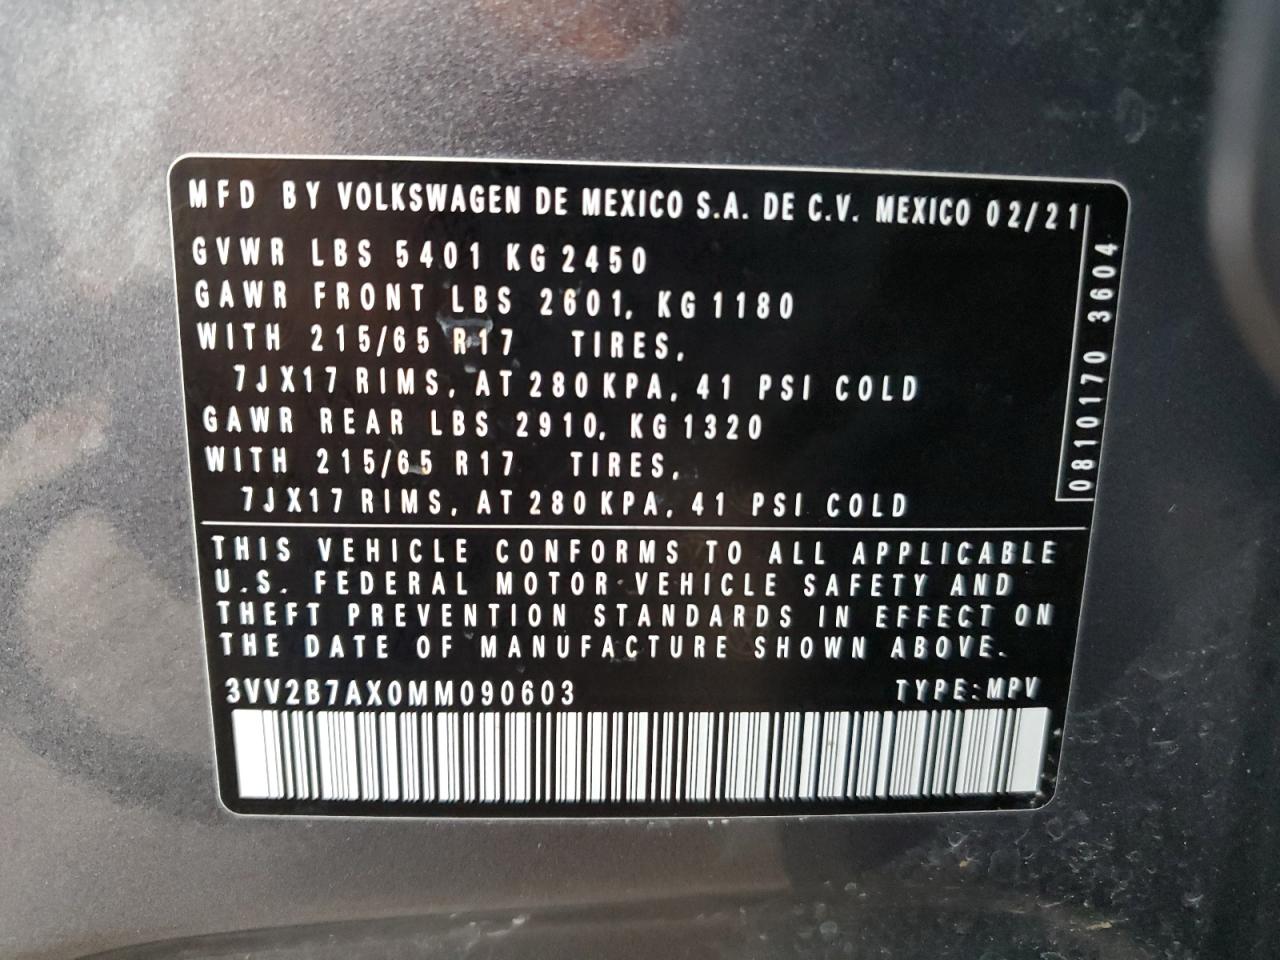 MFD BY VOLKSWAGEN DE MEXICO S.A. DE C.V. MEXICO 02/21
GVWR LBS 5401 KG 2450
GAWR FRONT LBS 2601, KG 1180
WITH 215/65 R17 TIRES,
7JX17 RIMS, AT 280 KPA, 41 PSI COLD
GAWR REAR LBS 2910, KG 1320
WITH 215/65 R17 TIRES,
7JX17 RIMS, AT 280 KPA, 41 PSI COLD
0810170 3604
THIS VEHICLE CONFORMS TO ALL APPLICABLE
U.S. FEDERAL MOTOR VEHICLE SAFETY AND
THEFT PREVENTION STANDARDS IN EFFECT ON
THE DATE OF MANUFACTURE SHOWN ABOVE.
3VV2B7AX0MM090603 TYPE:MPV